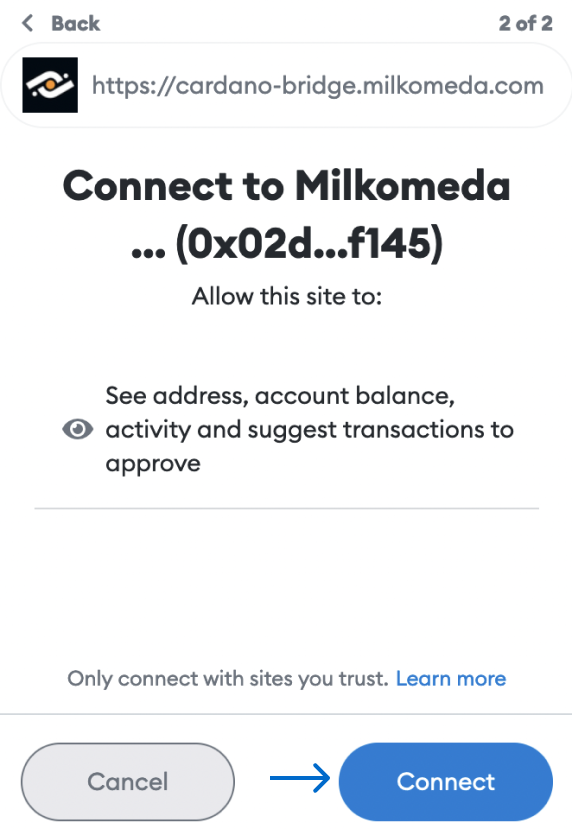 Back
2 of 2
https://cardano-bridge.milkomeda.com
Connect to Milkomeda
... (0x02d...f145)
Allow this site to:
See address, account balance,
activity and suggest transactions to
approve
Only connect with sites you trust. Learn more
Cancel
Connect